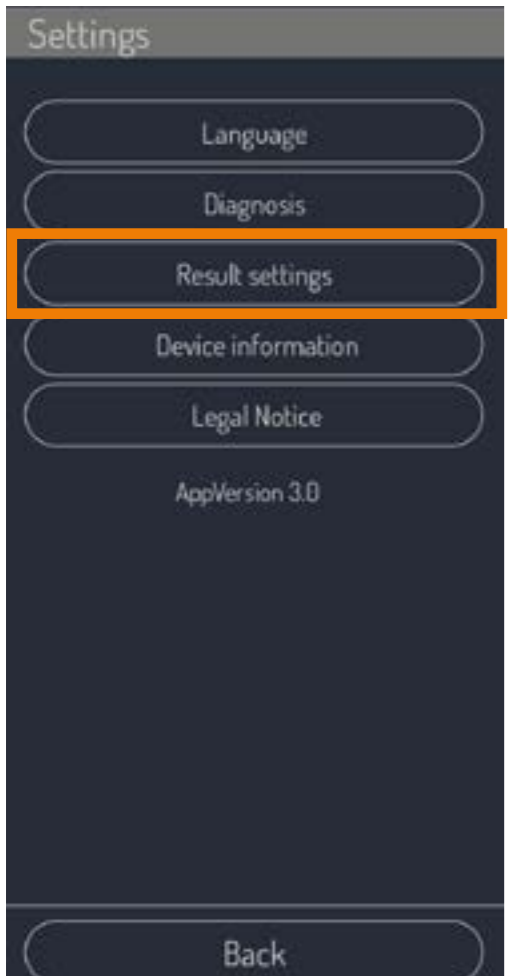 Settings
Language
Diagnosis
Result settings
Device information
Legal Notice
AppVersion 3.0
Back